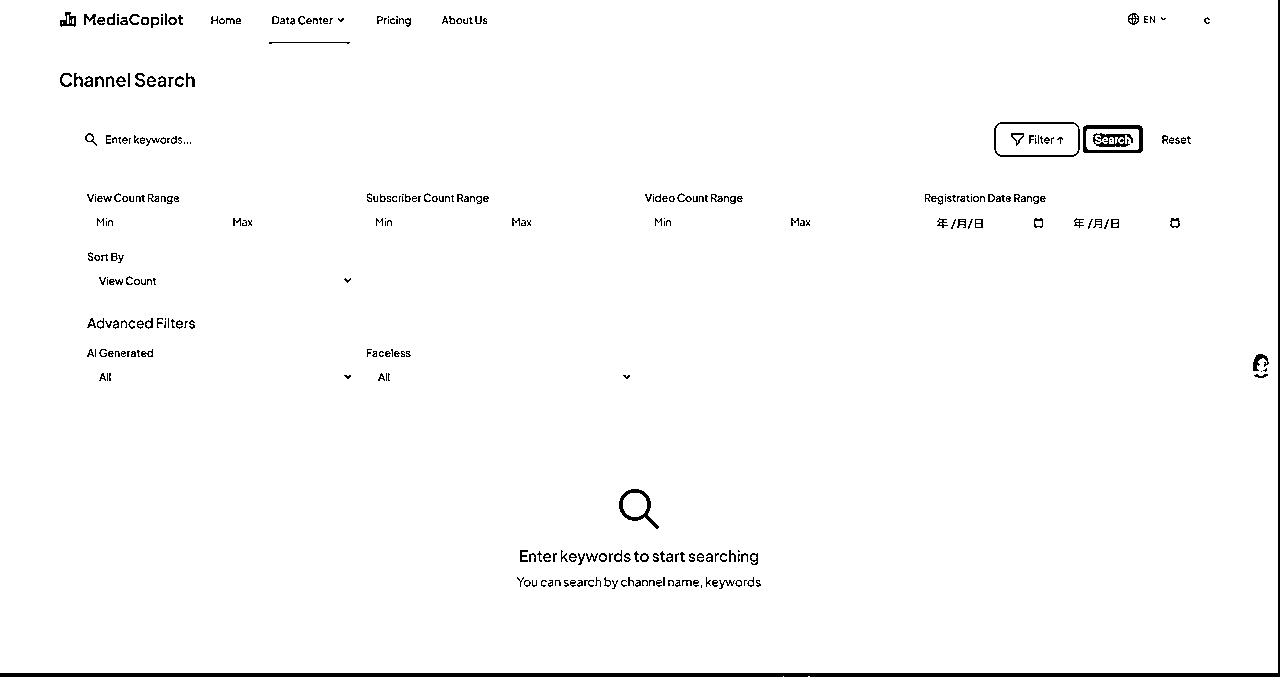 MediaCopilot Home Data Center Pricing About Us EN c
Channel Search
Enter keywords... Filter ↑ Search Reset
View Count Range Subscriber Count Range Video Count Range Registration Date Range
Min Max Min Max Min Max 年/月/日 年/月/日
Sort By
View Count
Advanced Filters
AI Generated Faceless
All All
Enter keywords to start searching
You can search by channel name, keywords